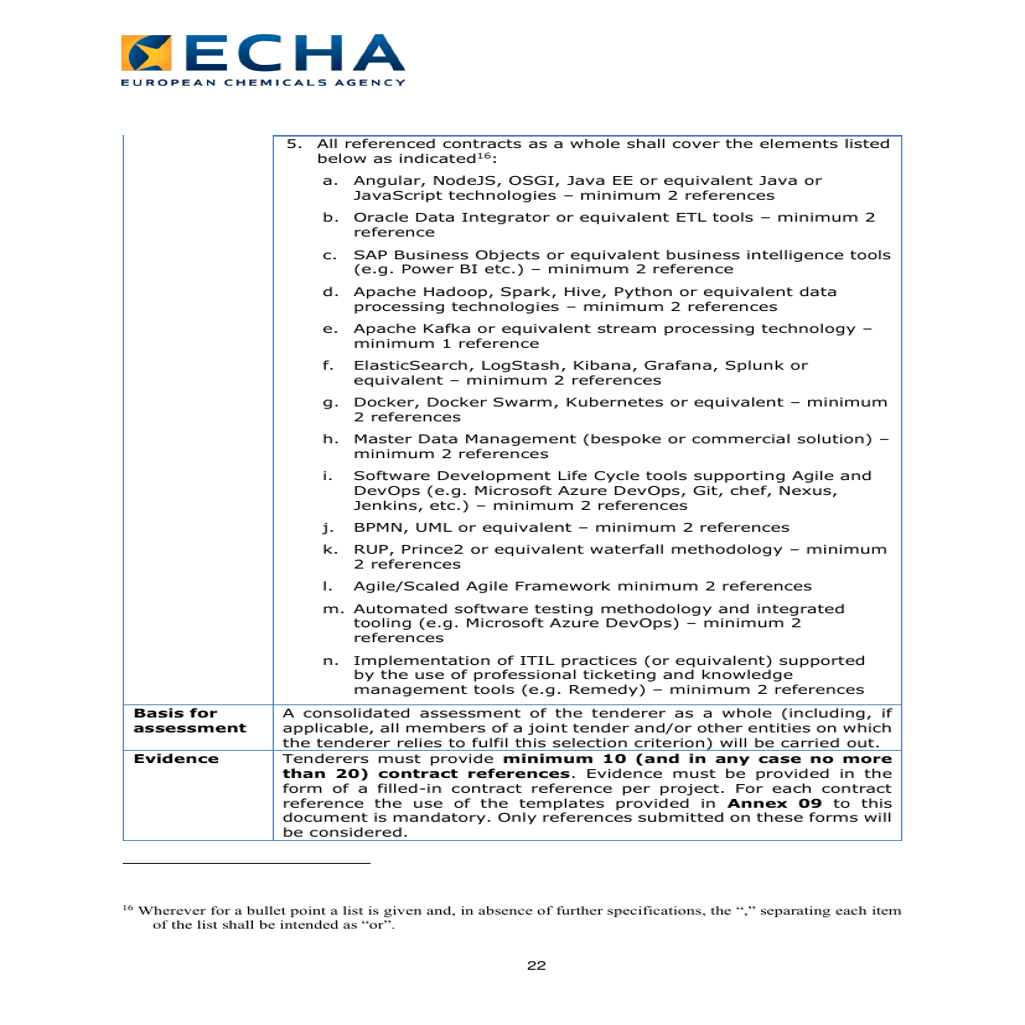 ECHA
EUROPEAN CHEMICALS AGENCY
5. All referenced contracts as a whole shall cover the elements listed
below as indicated16:
a. Angular, NodeJS, OSGI, Java EE or equivalent Java or
JavaScript technologies – minimum 2 references
b. Oracle Data Integrator or equivalent ETL tools – minimum 2
reference
c. SAP Business Objects or equivalent business intelligence tools
(e.g. Power BI etc.) – minimum 2 reference
d. Apache Hadoop, Spark, Hive, Python or equivalent data
processing technologies – minimum 2 references
e. Apache Kafka or equivalent stream processing technology –
minimum 1 reference
f. ElasticSearch, LogStash, Kibana, Grafana, Splunk or
equivalent – minimum 2 references
g. Docker, Docker Swarm, Kubernetes or equivalent – minimum
2 references
h. Master Data Management (bespoke or commercial solution) –
minimum 2 references
i. Software Development Life Cycle tools supporting Agile and
DevOps (e.g. Microsoft Azure DevOps, Git, chef, Nexus,
Jenkins, etc.) – minimum 2 references
j. BPMN, UML or equivalent – minimum 2 references
k. RUP, Prince2 or equivalent waterfall methodology – minimum
2 references
l. Agile/Scaled Agile Framework minimum 2 references
m. Automated software testing methodology and integrated
tooling (e.g. Microsoft Azure DevOps) – minimum 2
references
n. Implementation of ITIL practices (or equivalent) supported
by the use of professional ticketing and knowledge
management tools (e.g. Remedy) – minimum 2 references
Basis for
assessment
A consolidated assessment of the tenderer as a whole (including, if
applicable, all members of a joint tender and/or other entities on which
the tenderer relies to fulfil this selection criterion) will be carried out.
Evidence
Tenderers must provide minimum 10 (and in any case no more
than 20) contract references. Evidence must be provided in the
form of a filled-in contract reference per project. For each contract
reference the use of the templates provided in Annex 09 to this
document is mandatory. Only references submitted on these forms will
be considered.
16 Wherever for a bullet point a list is given and, in absence of further specifications, the “,” separating each item
of the list shall be intended as “or”.
22